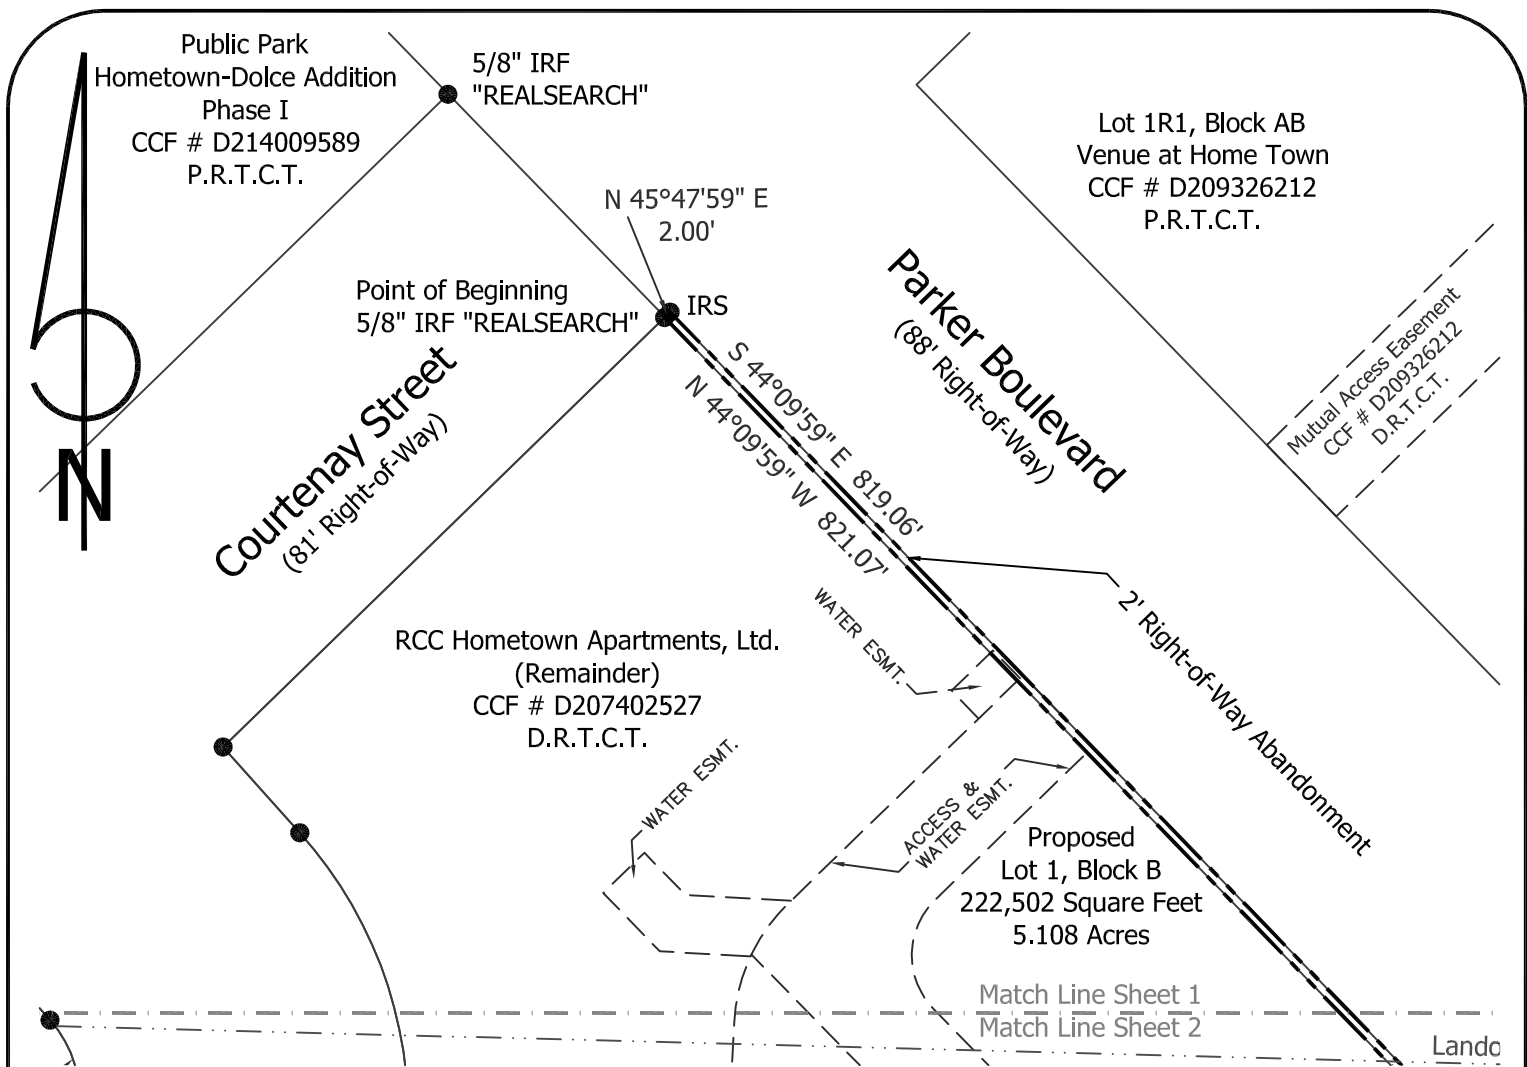 Public Park
Hometown-Dolce Addition
Phase I
CCF # D214009589
P.R.T.C.T.
5/8" IRF
"REALSEARCH"
Lot 1R1, Block AB
Venue at Home Town
CCF # D209326212
P.R.T.C.T.
N 45°47'59" E
2.00'
Point of Beginning
5/8" IRF "REALSEARCH"
IRS
Parker Boulevard
(88' Right-of-Way)
Mutual Access Easement
CCF # D209326212
D.R.T.C.T.
S 44°09'59" E 819.06'
N 44°09'59" W 821.07'
Courtenay Street
(81' Right-of-Way)
N
2' Right-of-Way Abandonment
WATER ESMT.
RCC Hometown Apartments, Ltd.
(Remainder)
CCF # D207402527
D.R.T.C.T.
WATER ESMT.
ACCESS &
WATER ESMT.
Proposed
Lot 1, Block B
222,502 Square Feet
5.108 Acres
Match Line Sheet 1
Match Line Sheet 2
Lando